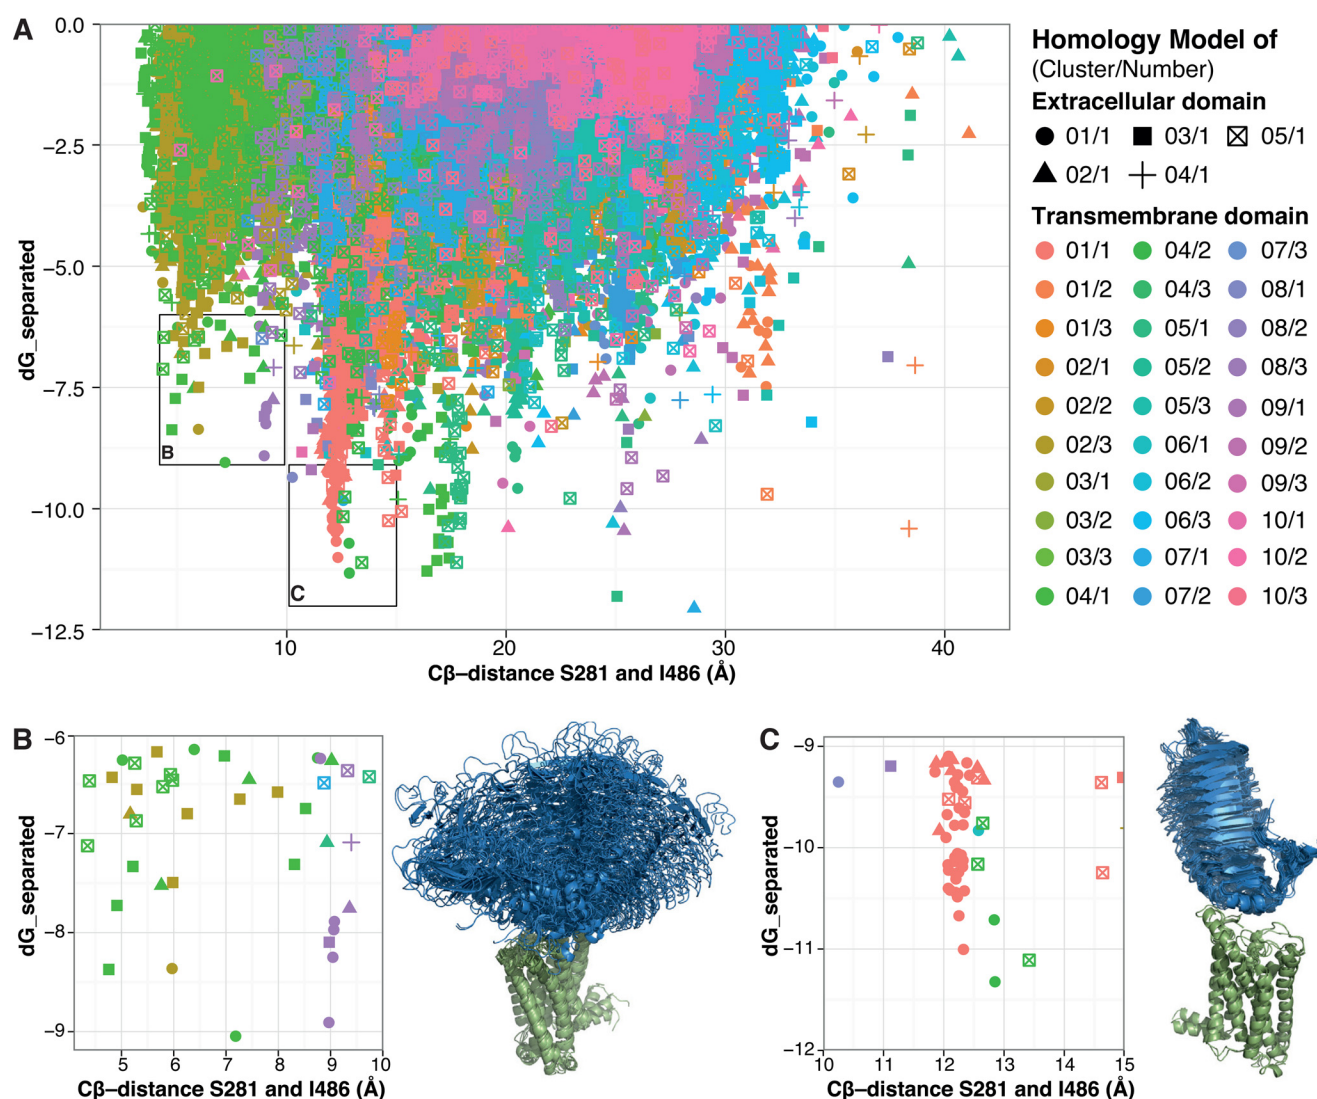 A
0.0
−2.5
−5.0
−7.5
−10.0
−12.5
dG_separated
B
C
10
20
30
40
Cβ–distance S281 and I486 (Å)
Homology Model of
(Cluster/Number)
Extracellular domain
01/1 03/1 05/1
02/1 04/1
Transmembrane domain
01/1 04/2 07/3
01/2 04/3 08/1
01/3 05/1 08/2
02/1 05/2 08/3
02/2 05/3 09/1
02/3 06/1 09/2
03/1 06/2 09/3
03/2 06/3 10/1
03/3 07/1 10/2
04/1 07/2 10/3
B
−6
−7
−8
−9
dG_separated
5 6 7 8 9 10
Cβ–distance S281 and I486 (Å)
C
−9
−10
−11
−12
dG_separated
10 11 12 13 14 15
Cβ–distance S281 and I486 (Å)